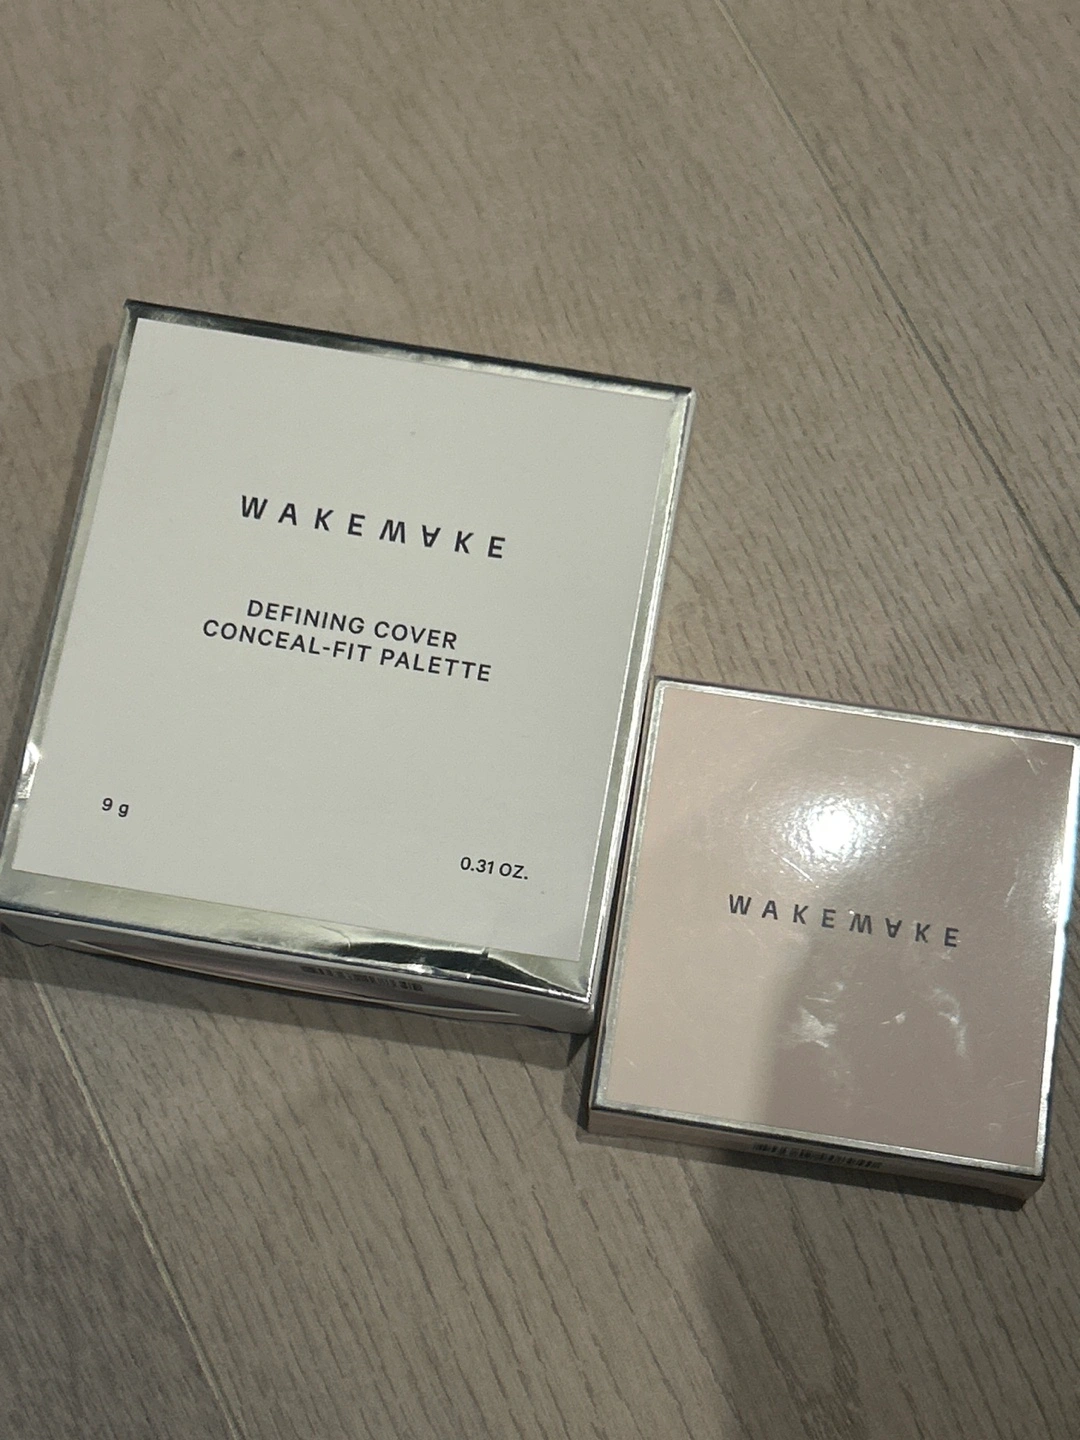 WAKEMAKE
DEFINING COVER
CONCEAL-FIT PALETTE
9 g
0.31 OZ.
WAKEMAKE